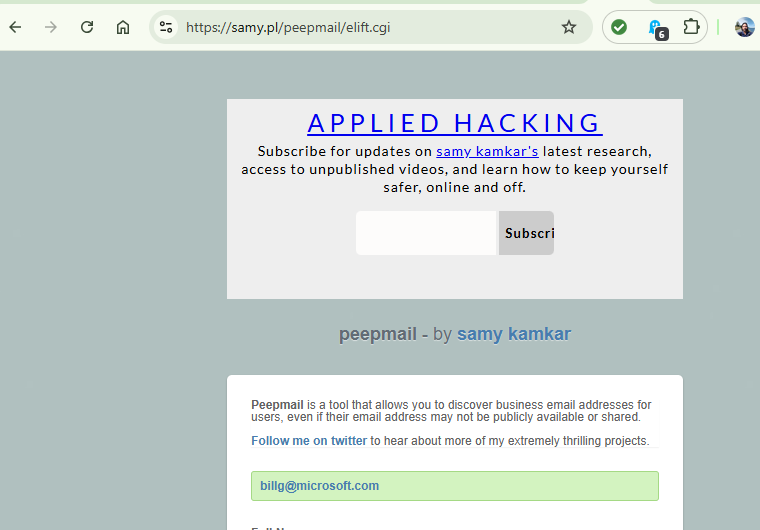 https://samy.pl/peepmail/elift.cgi
6
APPLIED HACKING
Subscribe for updates on samy kamkar's latest research,
access to unpublished videos, and learn how to keep yourself
safer, online and off.
Subscri
peepmail - by samy kamkar
Peepmail is a tool that allows you to discover business email addresses for
users, even if their email address may not be publicly available or shared.
Follow me on twitter to hear about more of my extremely thrilling projects.
billg@microsoft.com